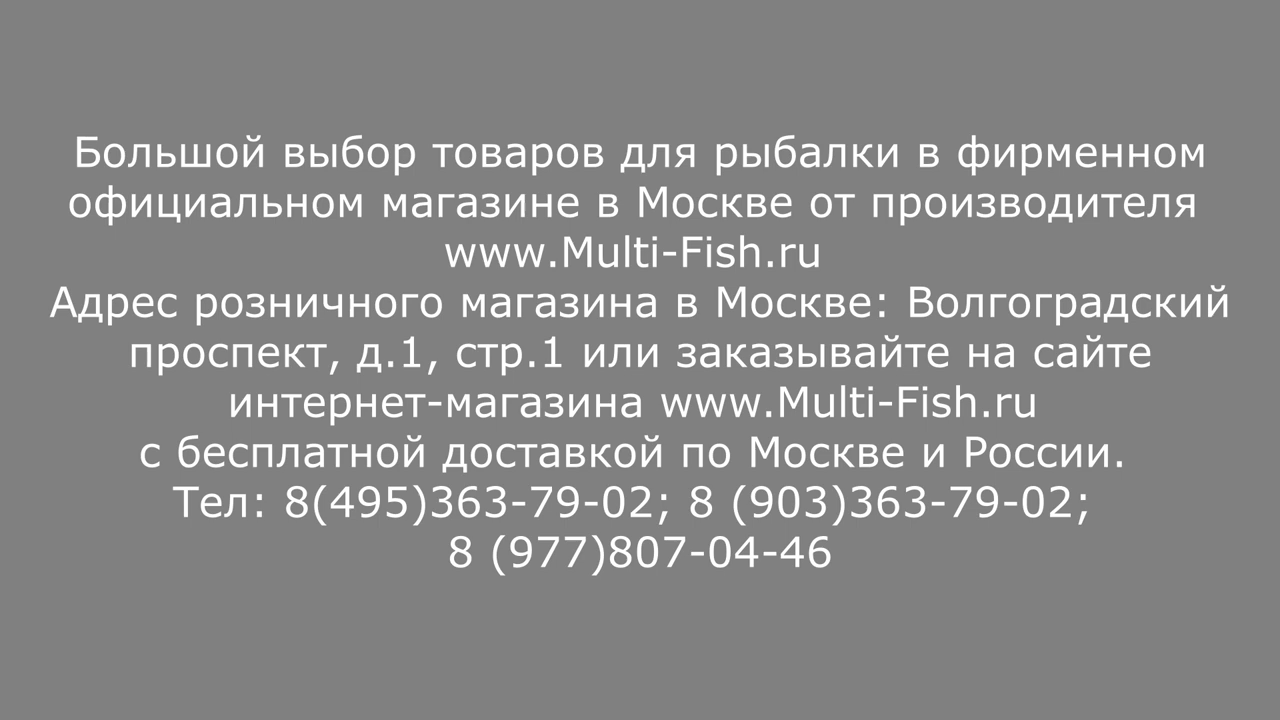 Большой выбор товаров для рыбалки в фирменном
официальном магазине в Москве от производителя
www.Multi-Fish.ru
Адрес розничного магазина в Москве: Волгоградский
проспект, д.1, стр.1 или заказывайте на сайте
интернет-магазина www.Multi-Fish.ru
с бесплатной доставкой по Москве и России.
Тел: 8(495)363-79-02; 8 (903)363-79-02;
8 (977)807-04-46